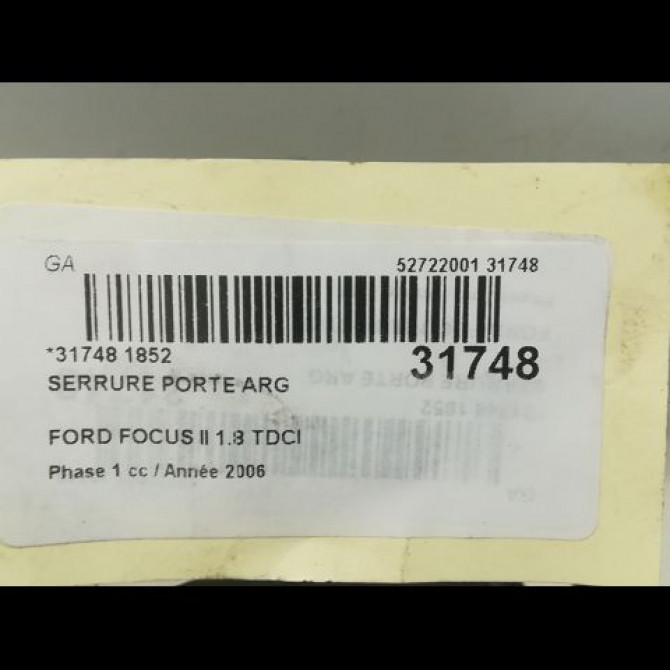 GA 52722001 31748
*31748 1852 31748
SERRURE PORTE ARG
FORD FOCUS II 1.8 TDCI
Phase 1 cc / Année 2006